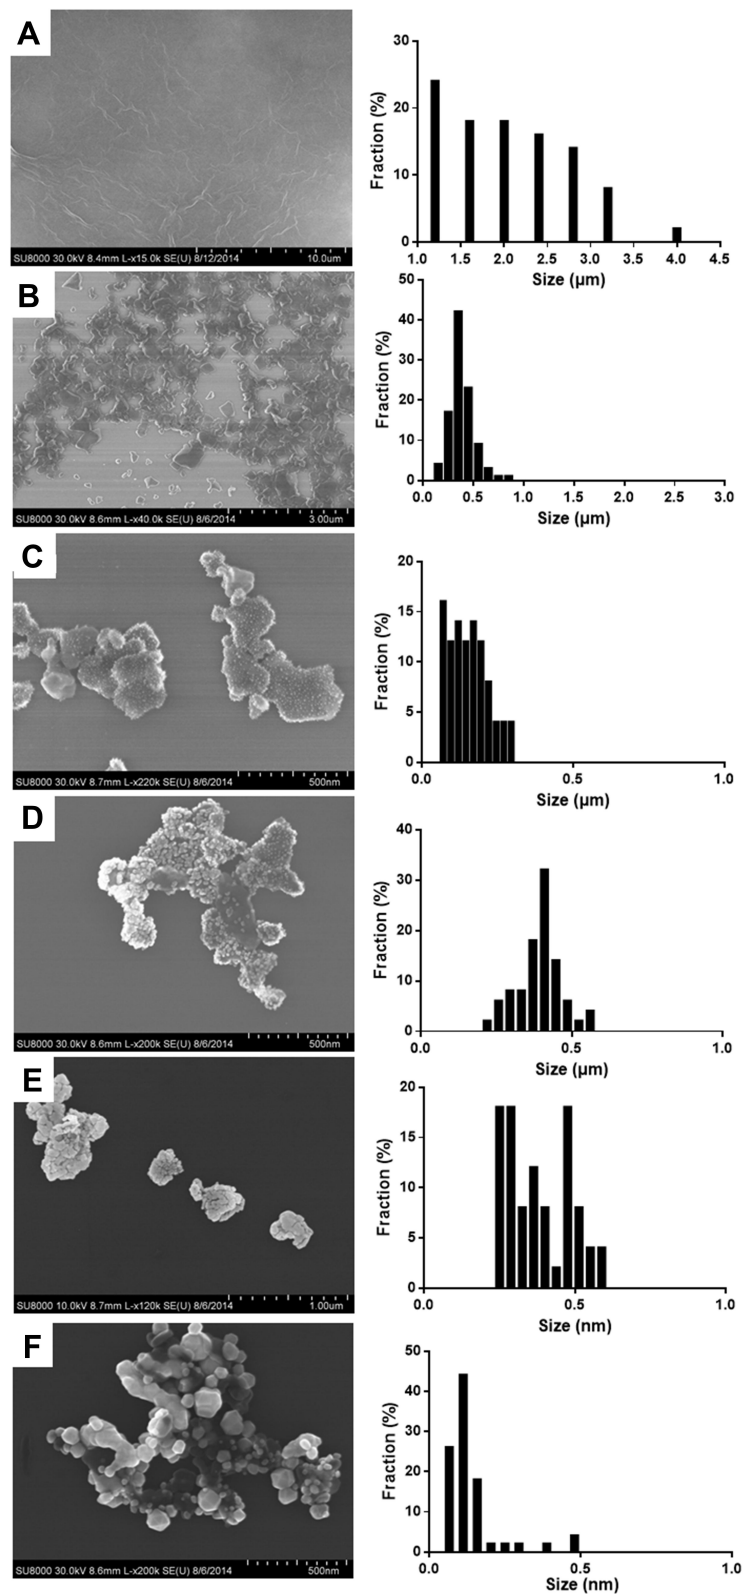 A
SU8000 30.0kV 8.4mm L-x15.0k SE(U) 8/12/2014 10.0um
Fraction (%)
30
20
10
0
1.0 1.5 2.0 2.5 3.0 3.5 4.0 4.5
Size (µm)
B
SU8000 30.0kV 8.6mm L-x40.0k SE(U) 8/6/2014 3.00um
Fraction (%)
50
40
30
20
10
0
0.0 0.5 1.0 1.5 2.0 2.5 3.0
Size (µm)
C
SU8000 30.0kV 8.7mm L-x220k SE(U) 8/6/2014 500nm
Fraction (%)
20
15
10
5
0
0.0 0.5 1.0
Size (µm)
D
SU8000 30.0kV 8.6mm L-x200k SE(U) 8/6/2014 500nm
Fraction (%)
40
30
20
10
0
0.0 0.5 1.0
Size (µm)
E
SU8000 10.0kV 8.7mm L-x120k SE(U) 8/6/2014 1.00um
Fraction (%)
20
15
10
5
0
0.0 0.5 1.0
Size (nm)
F
SU8000 30.0kV 8.6mm L-x200k SE(U) 8/6/2014 500nm
Fraction (%)
50
40
30
20
10
0
0.0 0.5 1.0
Size (nm)